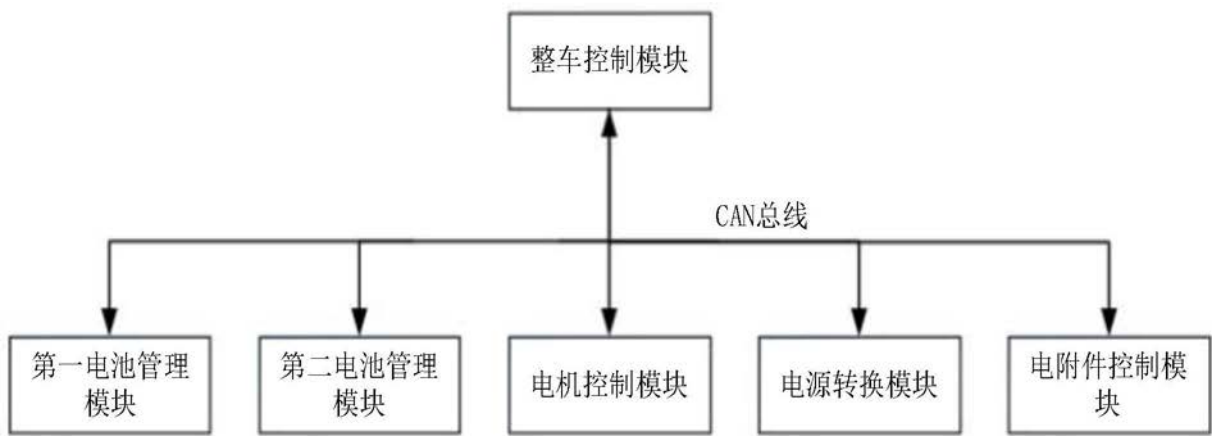 整车控制模块
CAN总线
第一电池管理
模块
第二电池管理
模块
电机控制模块
电源转换模块
电附件控制模
块